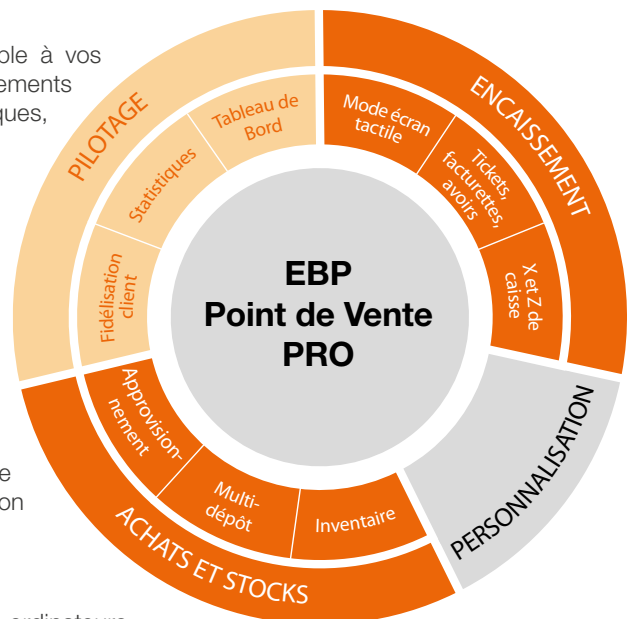 ble à vos
ements
ques,
e
on
ordinateurs
PILOTAGE
Tableau de
Bord
Statistiques
Fidélisation
client
ENCAISSEMENT
Mode écran
tactile
Tickets,
facturettes,
avoirs
X et Z de
caisse
EBP
Point de Vente
PRO
PERSONNALISATION
ACHATS ET STOCKS
Approvision-
nement
Multi-
dépôt
Inventaire